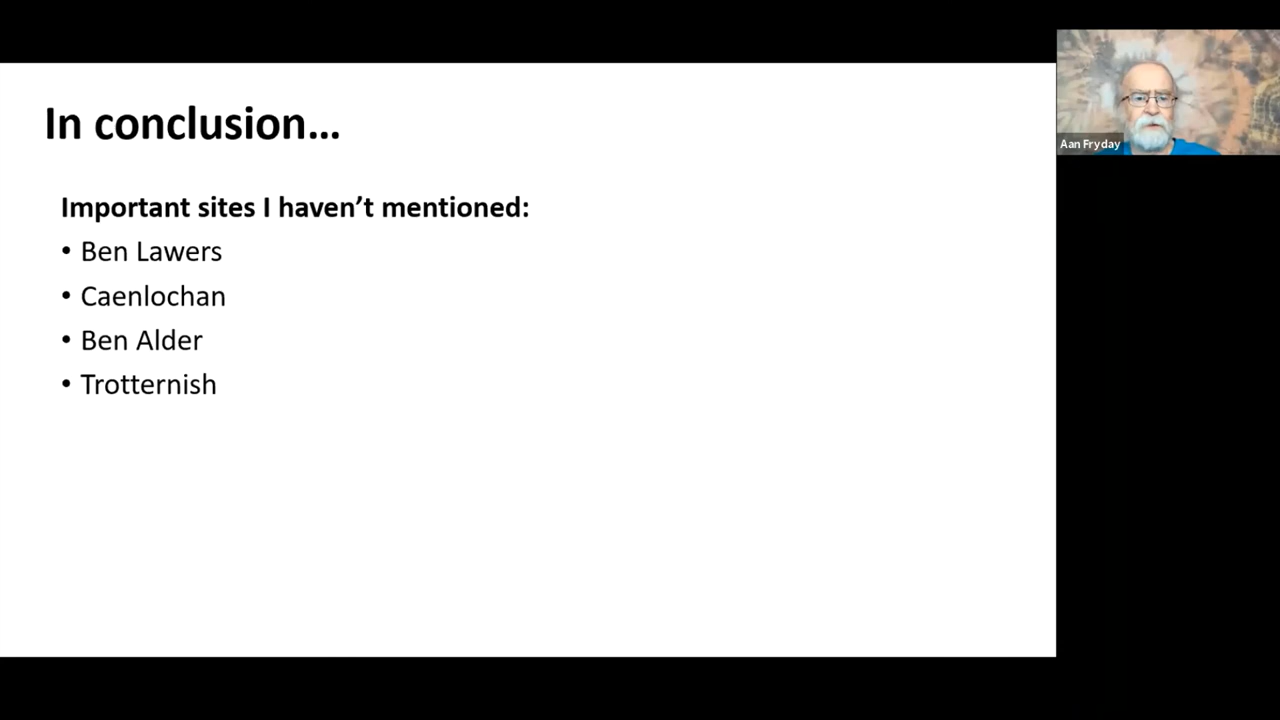 In conclusion...
Important sites I haven’t mentioned:
• Ben Lawers
• Caenlochan
• Ben Alder
• Trotternish
Aan Fryday